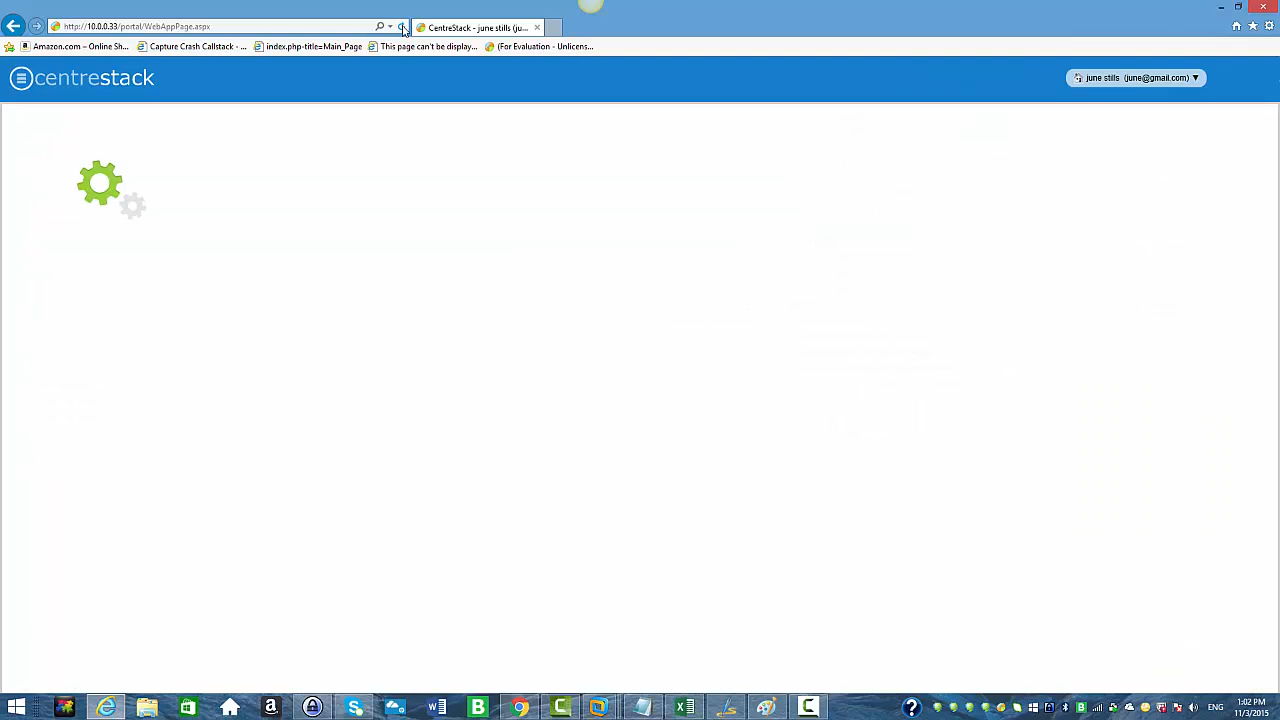 http://10.0.0.33/portal/WebAppPage.aspx
CentreStack - june stills (ju...
Amazon.com – Online Sh...
Capture Crash Callstack - ...
index.php-title=Main_Page
This page can't be display...
(For Evaluation - Unlicens...
centrestack
june stills (june@gmail.com) ▼
ENG
1:02 PM
11/3/2015